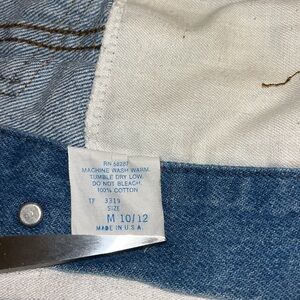 RN 58287
MACHINE WASH WARM
TUMBLE DRY LOW
DO NOT BLEACH
100% COTTON
TF 3319
SIZE
M 10/12
MADE IN U.S.A.